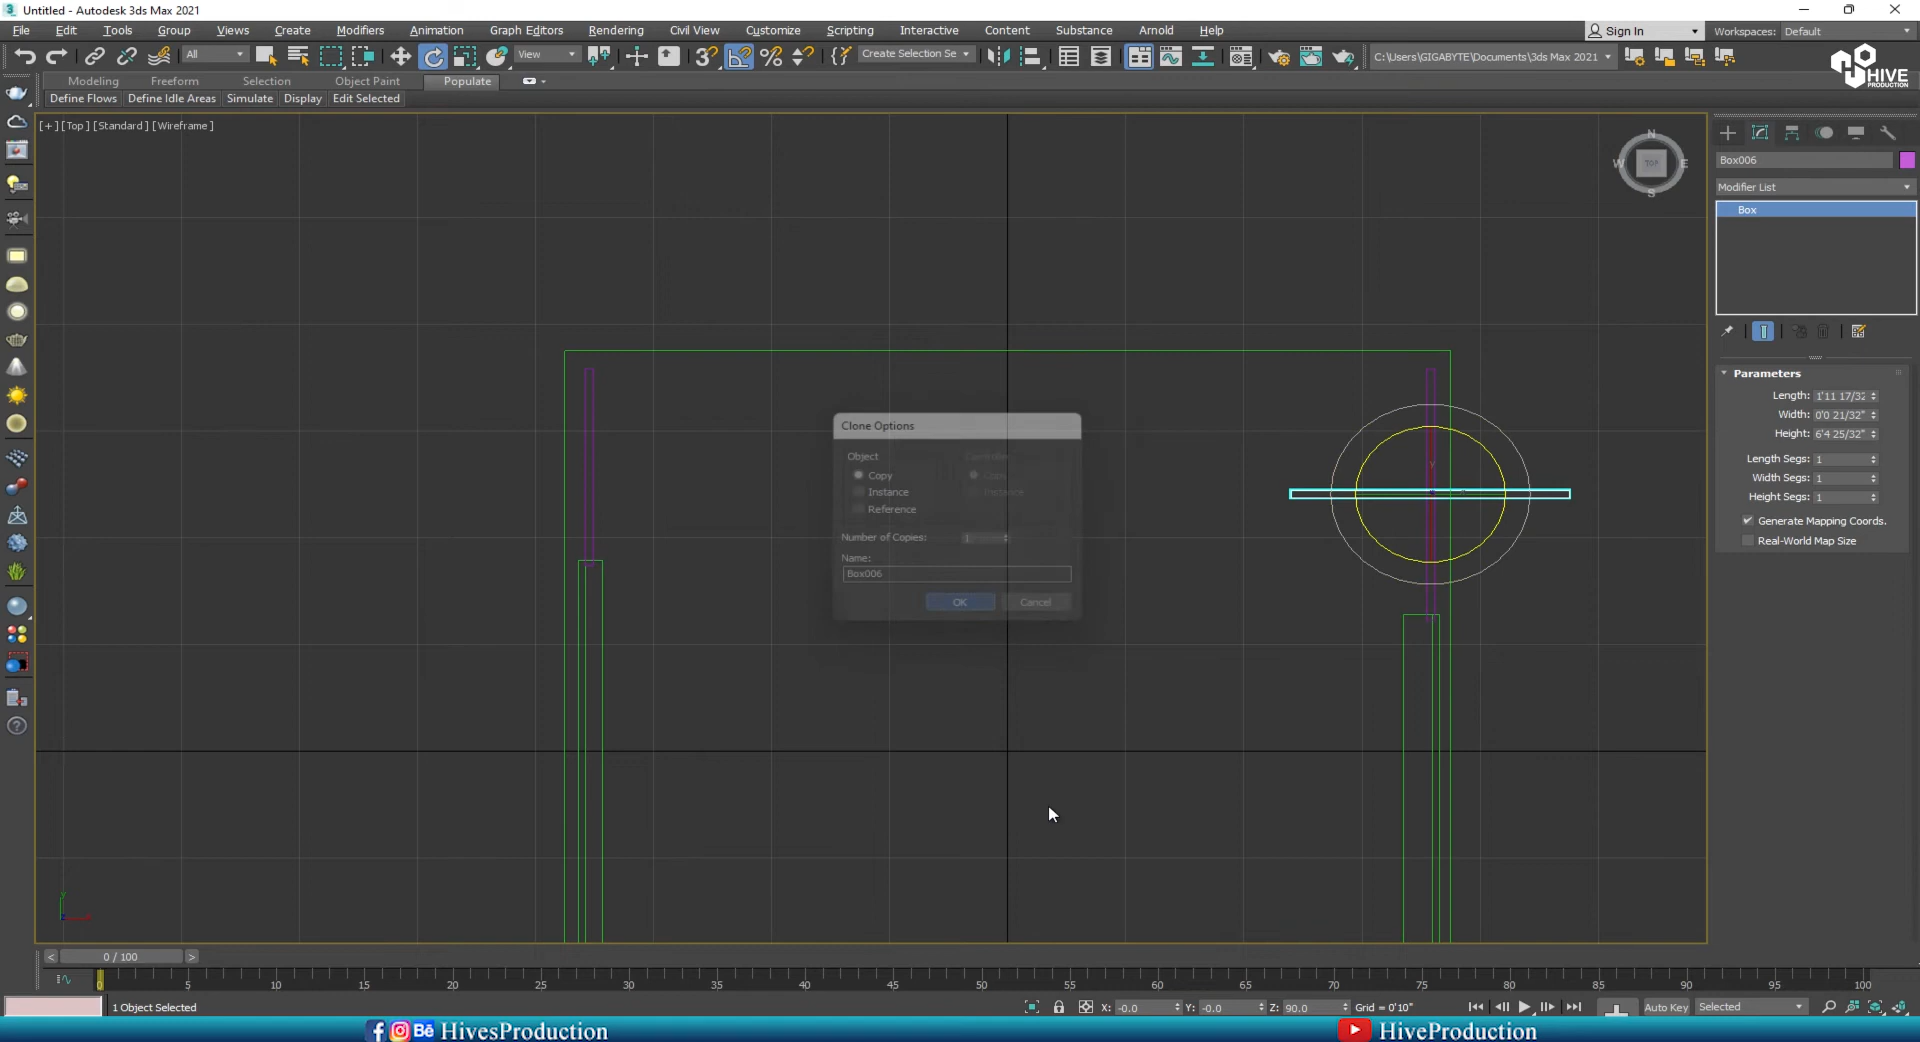 Untitled - Autodesk 3ds Max 2021
File Edit Tools Group Views Create Modifiers Animation Graph Editors Rendering Civil View Customize Scripting Interactive Content Substance Arnold Help
Sign In
Workspaces: Default
All
View
Create Selection Se
C:\Users\GIGABYTE\Documents\3ds Max 2021
HIVE
PRODUCTION
Modeling Freeform Selection Object Paint Populate
Define Flows Define Idle Areas Simulate Display Edit Selected
[+] [Top] [Standard] [Wireframe]
N
W
TOP
E
S
Box006
Modifier List
Box
Parameters
Length: 1'11 17/32
Width: 0'0 21/32"
Height: 6'4 25/32"
Length Segs: 1
Width Segs: 1
Height Segs: 1
Generate Mapping Coords.
Real-World Map Size
Clone Options
Object
Controller
Copy
Copy
Instance
Instance
Reference
Number of Copies: 1
Name:
Box006
OK
Cancel
y
y
< 0 / 100 >
0 5 10 15 20 25 30 35 40 45 50 55 60 65 70 75 80 85 90 95 100
1 Object Selected
X: -0.0
Y: -0.0
Z: 90.0
Grid = 0'10"
Auto Key
Selected
Bē HivesProduction
HiveProduction